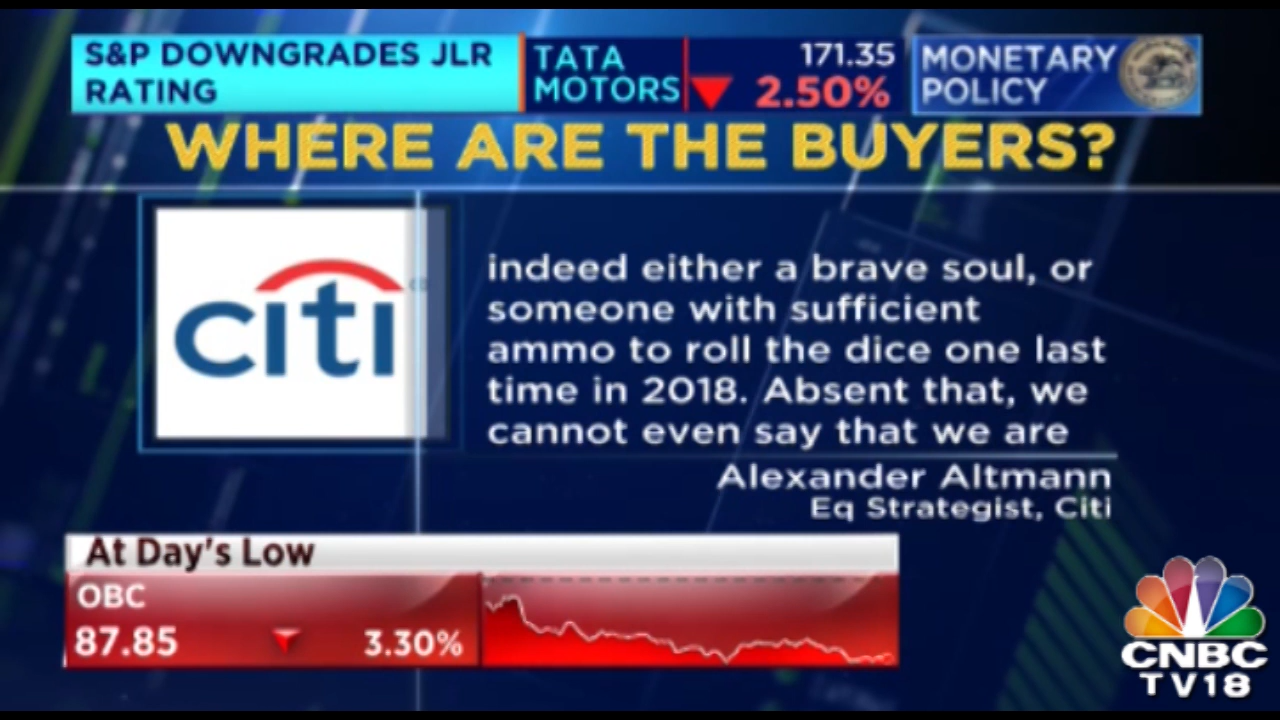 S&P DOWNGRADES JLR
RATING
TATA
MOTORS
171.35
2.50%
MONETARY
POLICY
WHERE ARE THE BUYERS?
citi
indeed either a brave soul, or
someone with sufficient
ammo to roll the dice one last
time in 2018. Absent that, we
cannot even say that we are
Alexander Altmann
Eq Strategist, Citi
At Day's Low
OBC
87.85
3.30%
CNBC
TV18